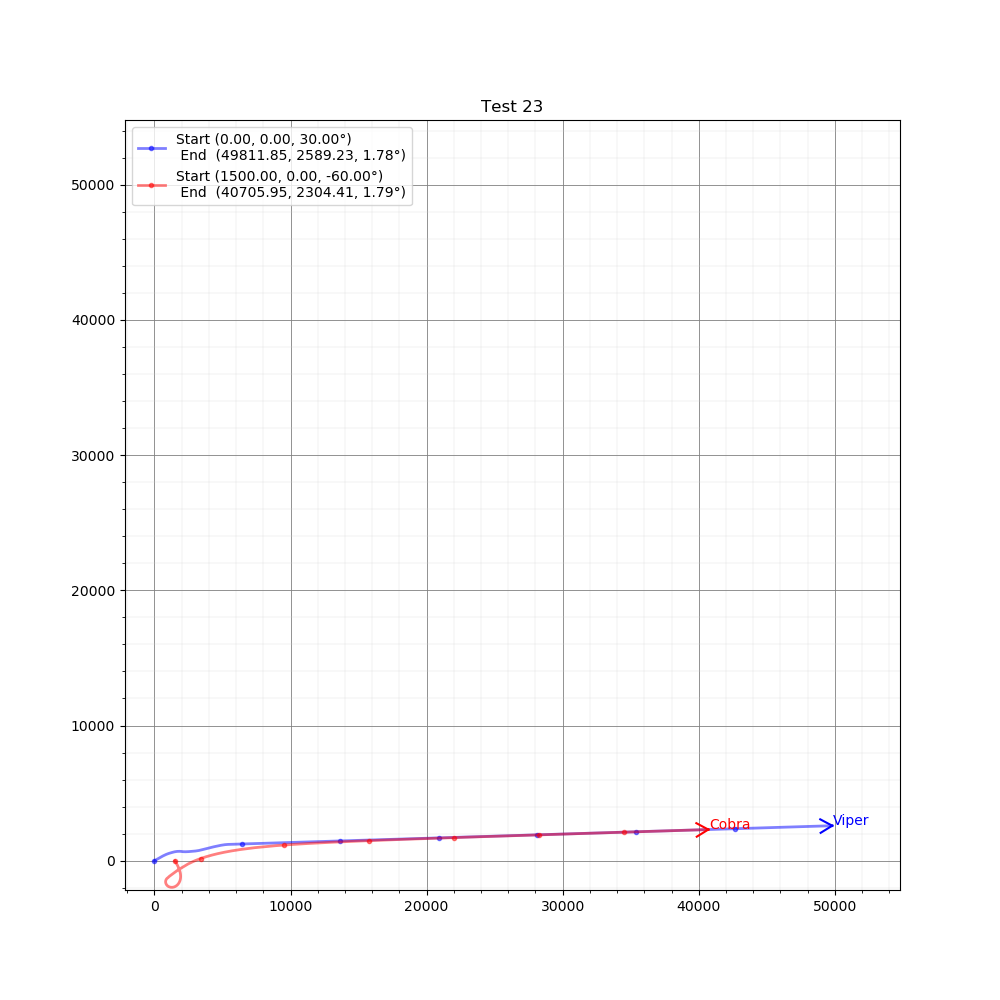 Test 23
Start (0.00, 0.00, 30.00°)
End  (49811.85, 2589.23, 1.78°)
Start (1500.00, 0.00, -60.00°)
End  (40705.95, 2304.41, 1.79°)
50000
40000
30000
20000
10000
0
Cobra
Viper
0
10000
20000
30000
40000
50000